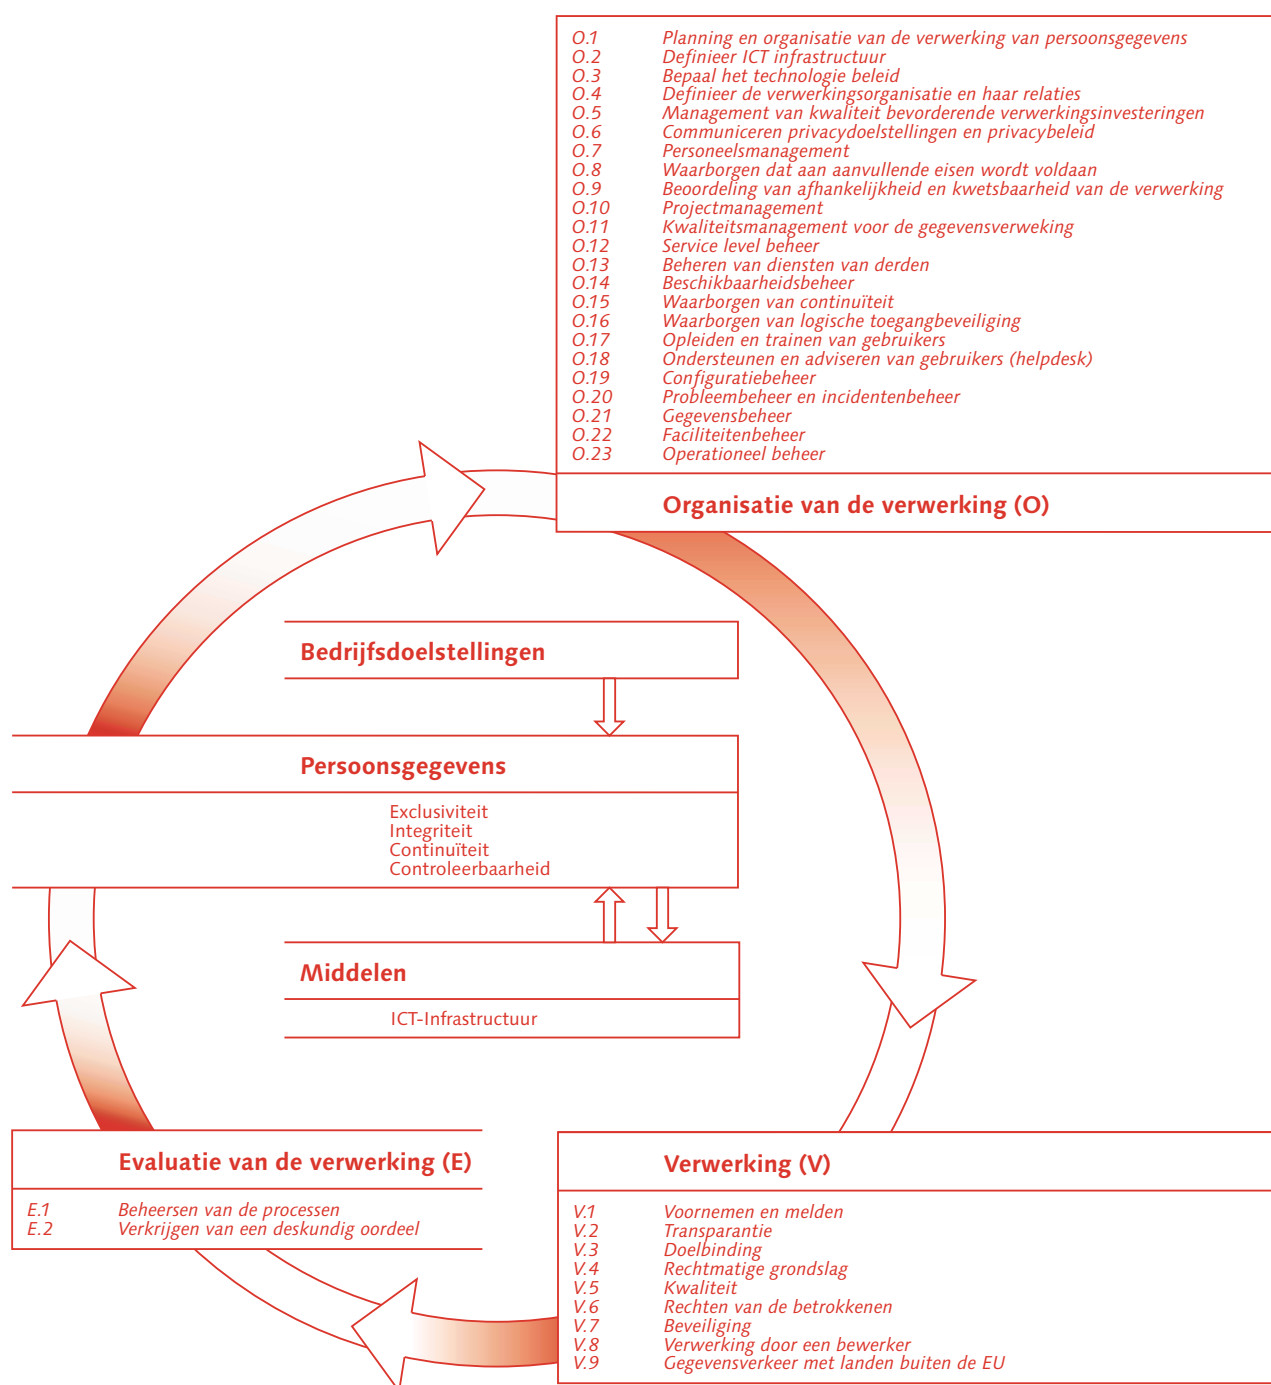 O.1 Planning en organisatie van de verwerking van persoonsgegevens
O.2 Definieer ICT infrastructuur
O.3 Bepaal het technologie beleid
O.4 Definieer de verwerkingsorganisatie en haar relaties
O.5 Management van kwaliteit bevorderende verwerkingsinvesteringen
O.6 Communiceren privacydoelstellingen en privacybeleid
O.7 Personeelsmanagement
O.8 Waarborgen dat aan aanvullende eisen wordt voldaan
O.9 Beoordeling van afhankelijkheid en kwetsbaarheid van de verwerking
O.10 Projectmanagement
O.11 Kwaliteitsmanagement voor de gegevensverweking
O.12 Service level beheer
O.13 Beheren van diensten van derden
O.14 Beschikbaarheidsbeheer
O.15 Waarborgen van continuïteit
O.16 Waarborgen van logische toegangbeveiliging
O.17 Opleiden en trainen van gebruikers
O.18 Ondersteunen en adviseren van gebruikers (helpdesk)
O.19 Configuratiebeheer
O.20 Probleembeheer en incidentenbeheer
O.21 Gegevensbeheer
O.22 Faciliteitenbeheer
O.23 Operationeel beheer
Organisatie van de verwerking (O)
Bedrijfsdoelstellingen
Persoonsgegevens
Exclusiviteit
Integriteit
Continuïteit
Controleerbaarheid
Middelen
ICT-Infrastructuur
Evaluatie van de verwerking (E)
E.1 Beheersen van de processen
E.2 Verkrijgen van een deskundig oordeel
Verwerking (V)
V.1 Voornemen en melden
V.2 Transparantie
V.3 Doelbinding
V.4 Rechtmatige grondslag
V.5 Kwaliteit
V.6 Rechten van de betrokkenen
V.7 Beveiliging
V.8 Verwerking door een bewerker
V.9 Gegevensverkeer met landen buiten de EU